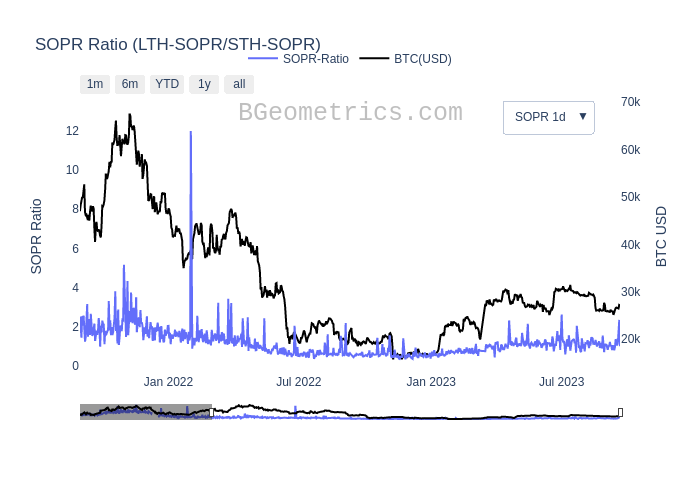 SOPR Ratio (LTH-SOPR/STH-SOPR)
SOPR-Ratio
BTC(USD)
1m
6m
YTD
1y
all
BGeometrics.com
SOPR 1d
▼
12
10
8
6
4
2
0
SOPR Ratio
70k
60k
50k
40k
30k
20k
BTC USD
Jan 2022
Jul 2022
Jan 2023
Jul 2023